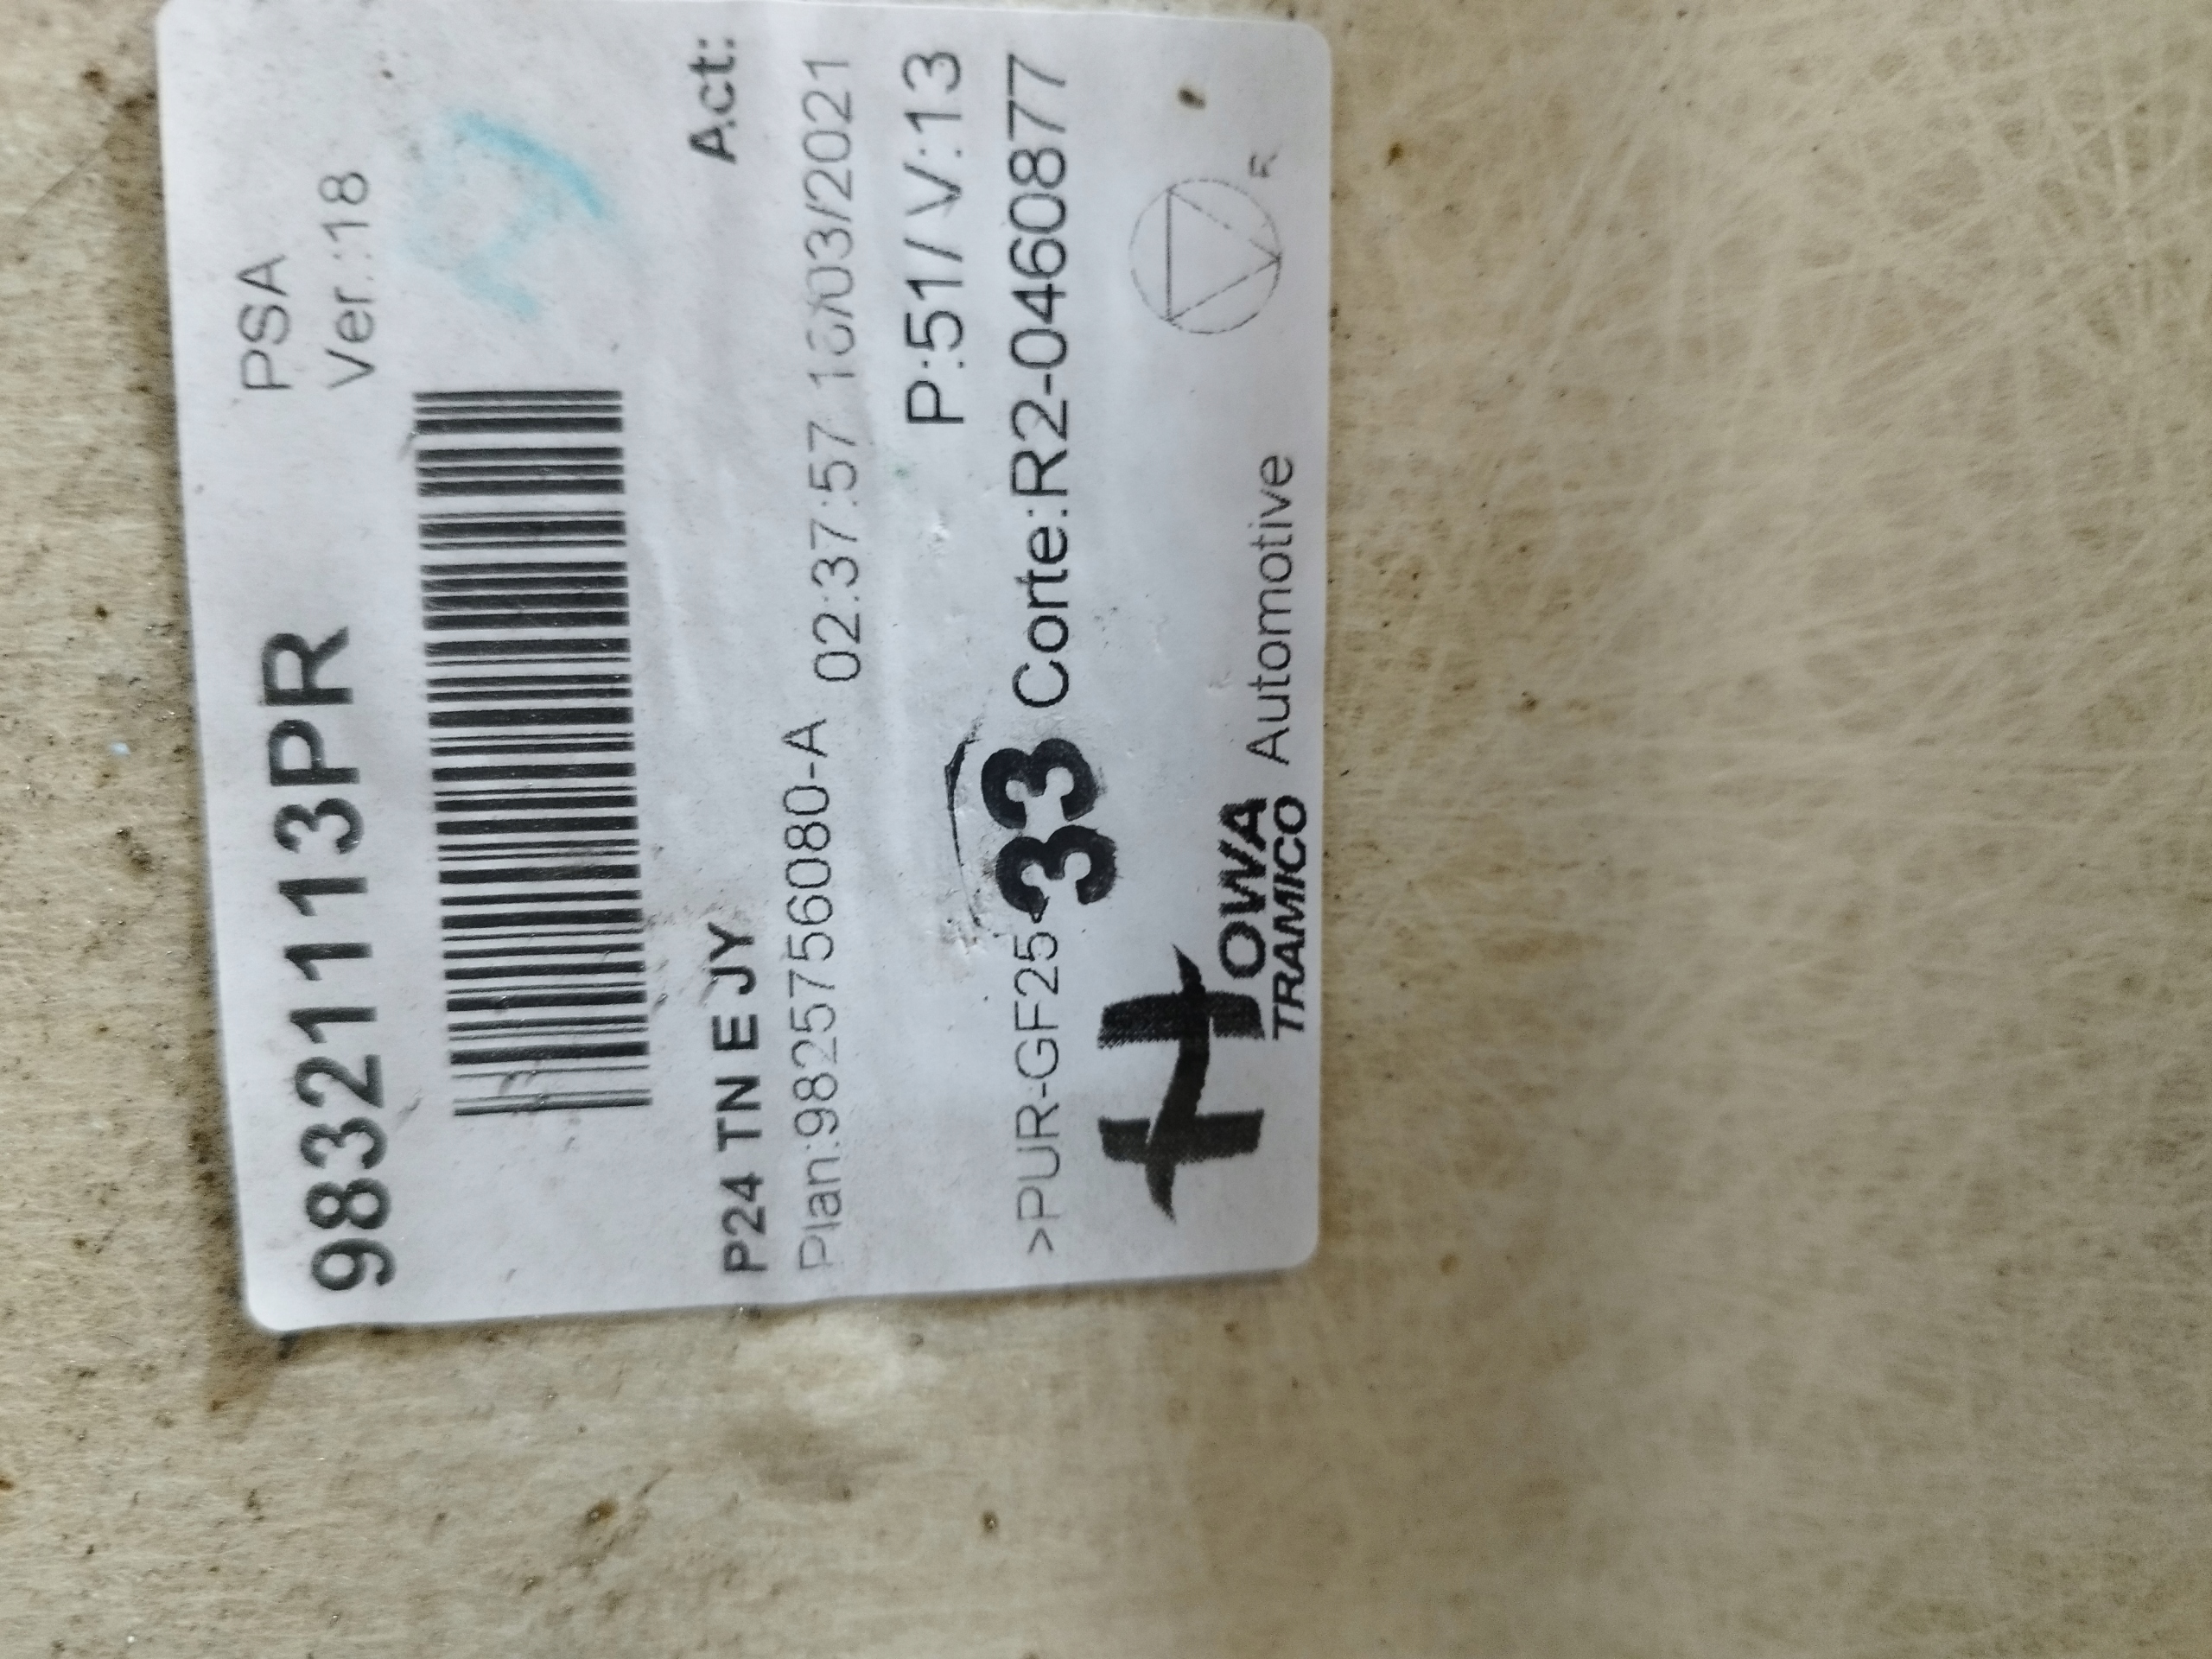 98321113PR
PSA
Ver.:18
P24 TN E JY
Act:
Plan:9825756080-A 02:37:57
P:51/ V:13
>PUR-GF25
33
Corte:R2-0460877
HOWA
TRAMICO
Automotive
R